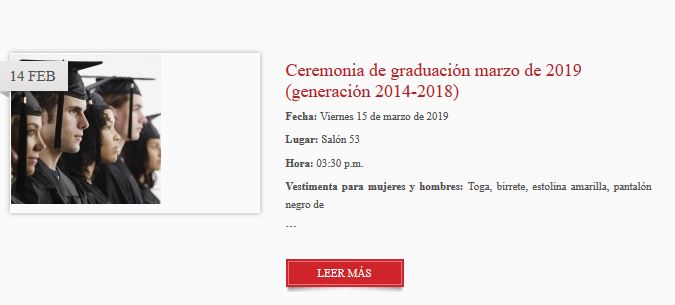 14 FEB
Ceremonia de graduación marzo de 2019
(generación 2014-2018)
Fecha: Viernes 15 de marzo de 2019
Lugar: Salón 53
Hora: 03:30 p.m.
Vestimenta para mujeres y hombres: Toga, birrete, estolina amarilla, pantalón
negro de
…
LEER MÁS